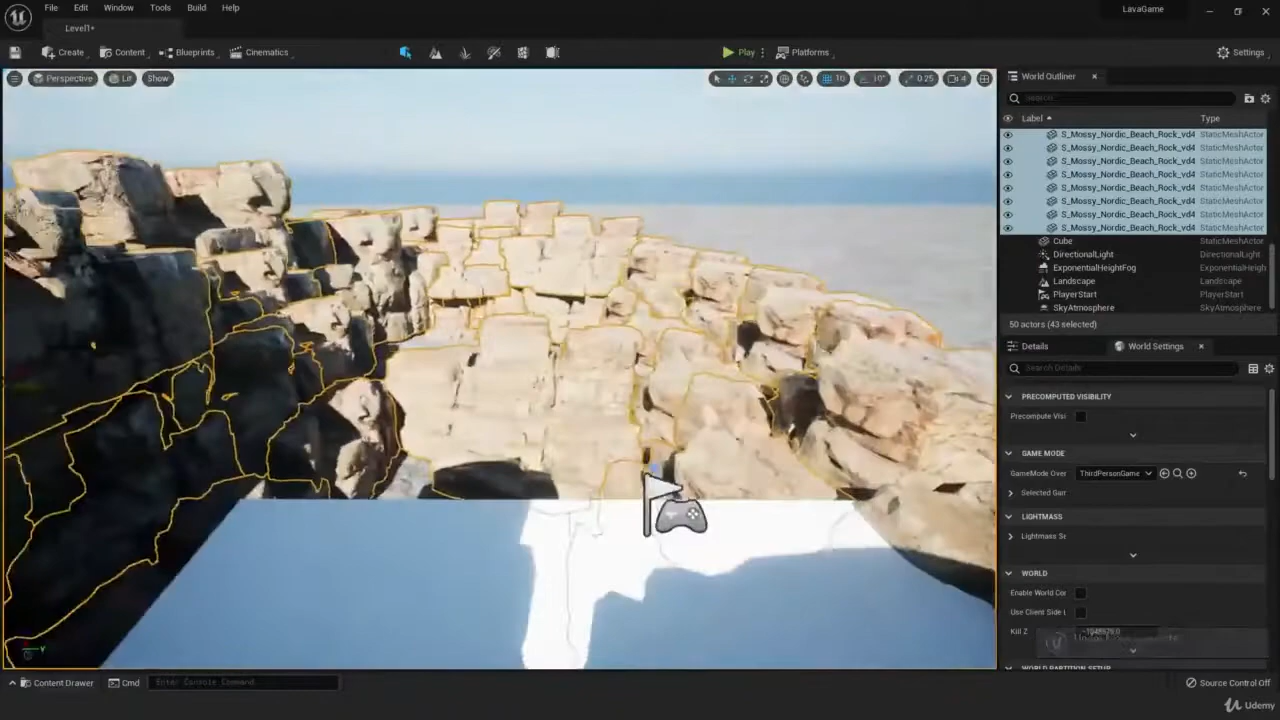 File Edit Window Tools Build Help
LavaGame
Level1*
Create Content Blueprints Cinematics Play Platforms Settings
Perspective Lit Show 10 10° 0.25 4
World Outliner
Search...
Label Type
S_Mossy_Nordic_Beach_Rock_vd4 StaticMeshActor
S_Mossy_Nordic_Beach_Rock_vd4 StaticMeshActor
S_Mossy_Nordic_Beach_Rock_vd4 StaticMeshActor
S_Mossy_Nordic_Beach_Rock_vd4 StaticMeshActor
S_Mossy_Nordic_Beach_Rock_vd4 StaticMeshActor
S_Mossy_Nordic_Beach_Rock_vd4 StaticMeshActor
S_Mossy_Nordic_Beach_Rock_vd4 StaticMeshActor
S_Mossy_Nordic_Beach_Rock_vd4 StaticMeshActor
Cube StaticMeshActor
DirectionalLight DirectionalLight
ExponentialHeightFog ExponentialHeigh
Landscape Landscape
PlayerStart PlayerStart
SkyAtmosphere SkyAtmosphere
50 actors (43 selected)
Details World Settings
Search Details
PRECOMPUTED VISIBILITY
Precompute Visi
GAME MODE
GameMode Over ThirdPersonGame
Selected Gam
LIGHTMASS
Lightmass Se
WORLD
Enable World Cor
Use Client Side L
Kill Z
WORLD PARTITION SETUP
Content Drawer Cmd Enter Console Command Source Control Off
Udemy